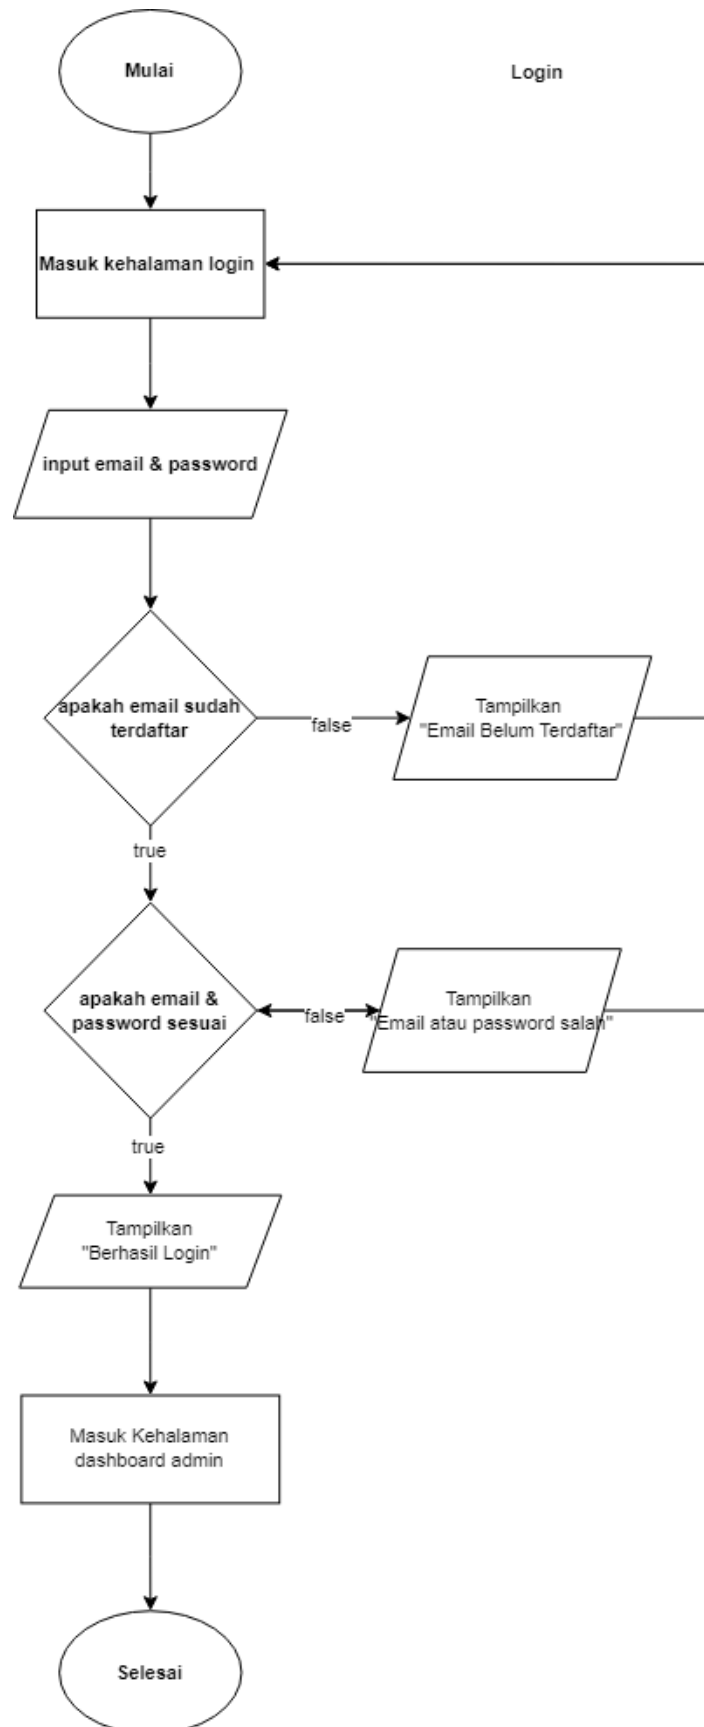 Mulai
Login
Masuk kehalaman login
input email & password
apakah email sudah
terdaftar
false
Tampilkan
"Email Belum Terdaftar"
true
apakah email &
password sesuai
false
Tampilkan
"Email atau password salah"
true
Tampilkan
"Berhasil Login"
Masuk Kehalaman
dashboard admin
Selesai